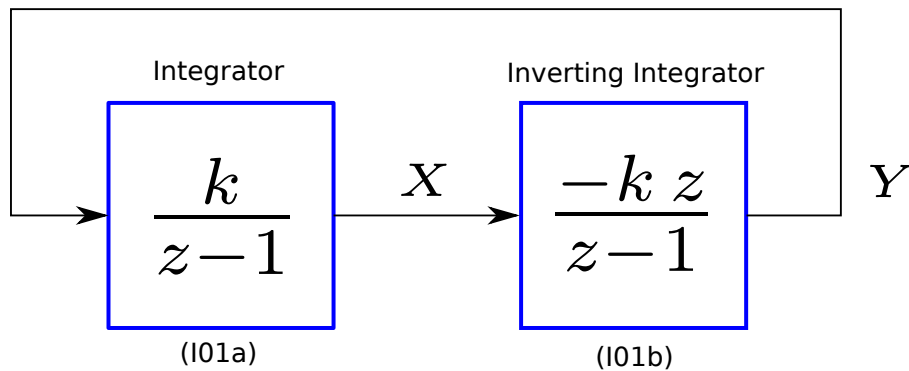 Integrator
k
z−1
(I01a)
X
Inverting Integrator
−k z
z−1
(I01b)
Y